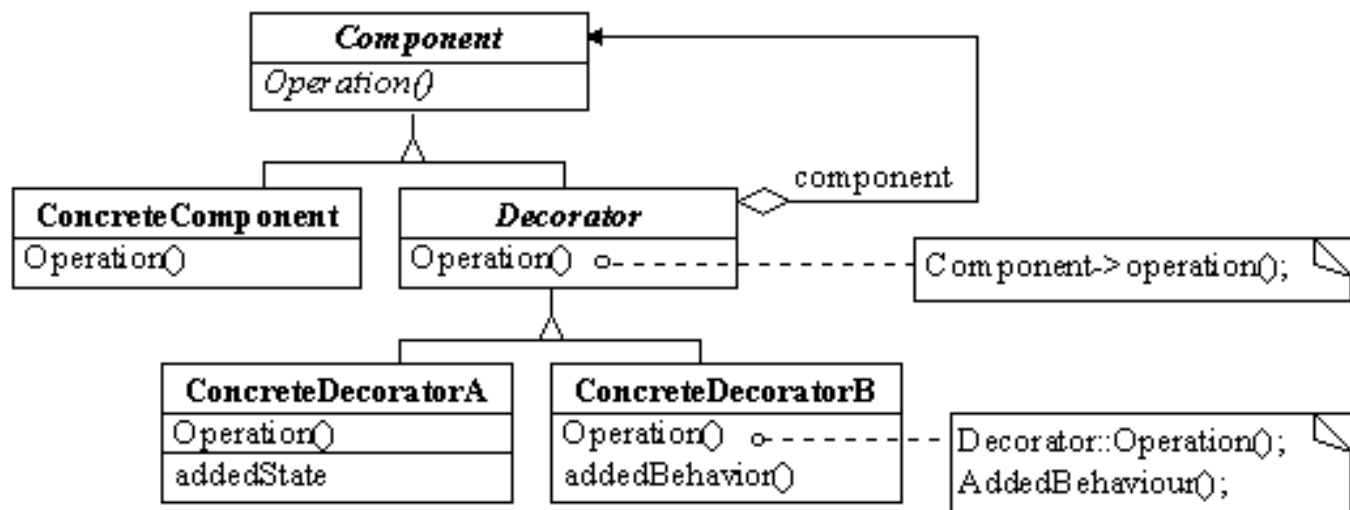 Component
Operation()
component
ConcreteComponent
Operation()
Decorator
Operation()
Component->operation();
ConcreteDecoratorA
Operation()
addedState
ConcreteDecoratorB
Operation()
addedBehavior()
Decorator::Operation();
AddedBehaviour();